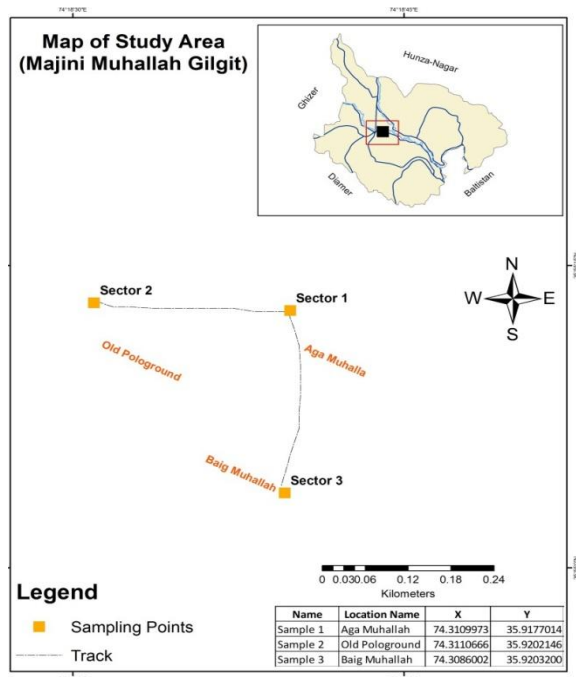 74°18'30"E
74°18'45"E
Map of Study Area
(Majini Muhallah Gilgit)
Hunza-Nagar
Ghizer
Diamer
Baltistan
N
W E
S
Sector 2
Sector 1
Old Pologround
Aga Muhalla
Baig Muhallah
Sector 3
0 0.030.06 0.12 0.18 0.24
Kilometers
Legend
Sampling Points
Track
Name Location Name X Y
Sample 1 Aga Muhallah 74.3109973 35.9177014
Sample 2 Old Pologround 74.3110666 35.9202146
Sample 3 Baig Muhallah 74.3086002 35.9203200